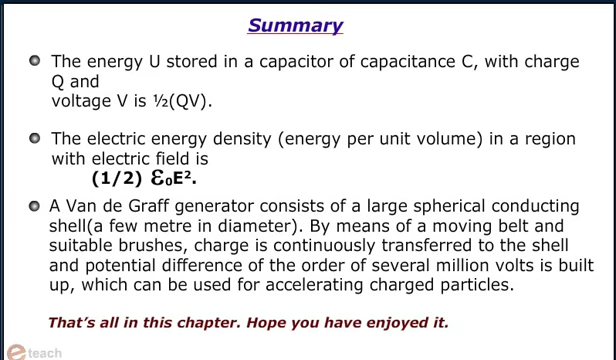 Summary
The energy U stored in a capacitor of capacitance C, with charge
Q and
voltage V is ½(QV).
The electric energy density (energy per unit volume) in a region
with electric field is
(1/2) ε₀E².
A Van de Graff generator consists of a large spherical conducting
shell(a few metre in diameter). By means of a moving belt and
suitable brushes, charge is continuously transferred to the shell
and potential difference of the order of several million volts is built
up, which can be used for accelerating charged particles.
That's all in this chapter. Hope you have enjoyed it.
e teach